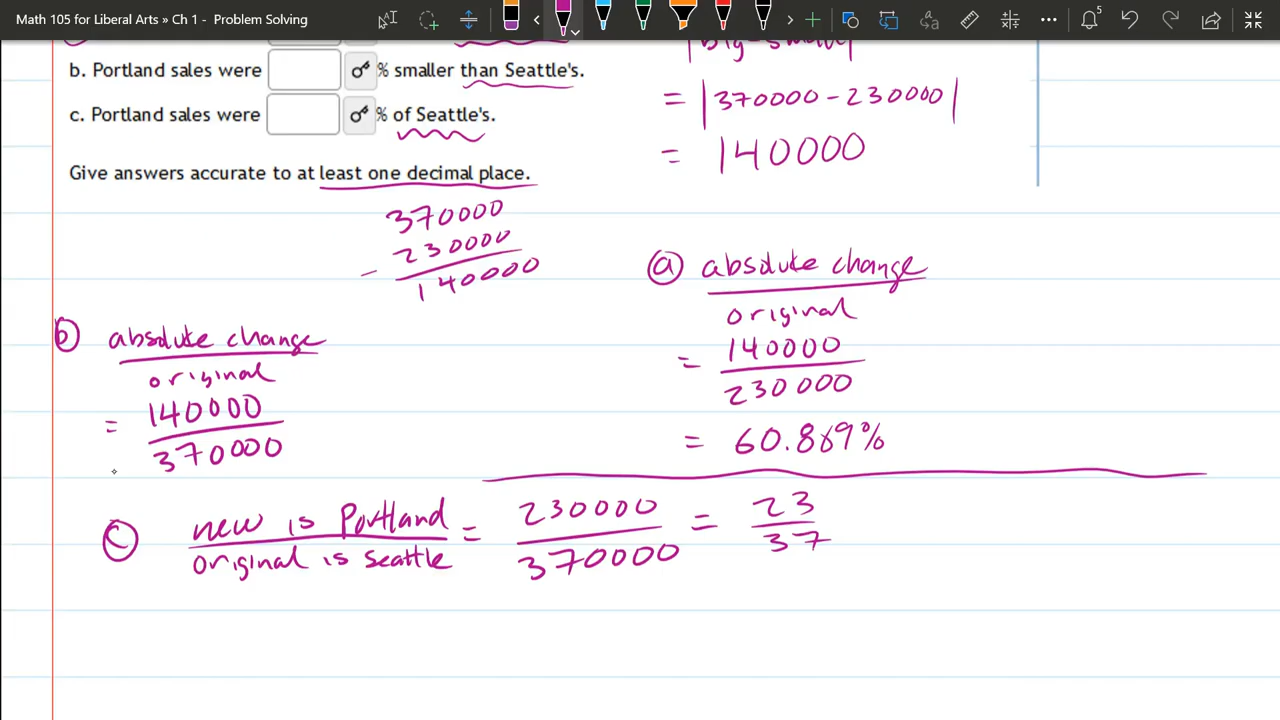 Math 105 for Liberal Arts » Ch 1 - Problem Solving
5
b. Portland sales were % smaller than Seattle's.
c. Portland sales were % of Seattle's.
Give answers accurate to at least one decimal place.
|big-small|
= |370000 - 230000|
= 140000
370000
- 230000
140000
(a) absolute change
original
= 140000
230000
= 60.869%
(b) absolute change
original
= 140000
370000
(c) new is Portland = 230000 = 23
original is seattle 370000 37